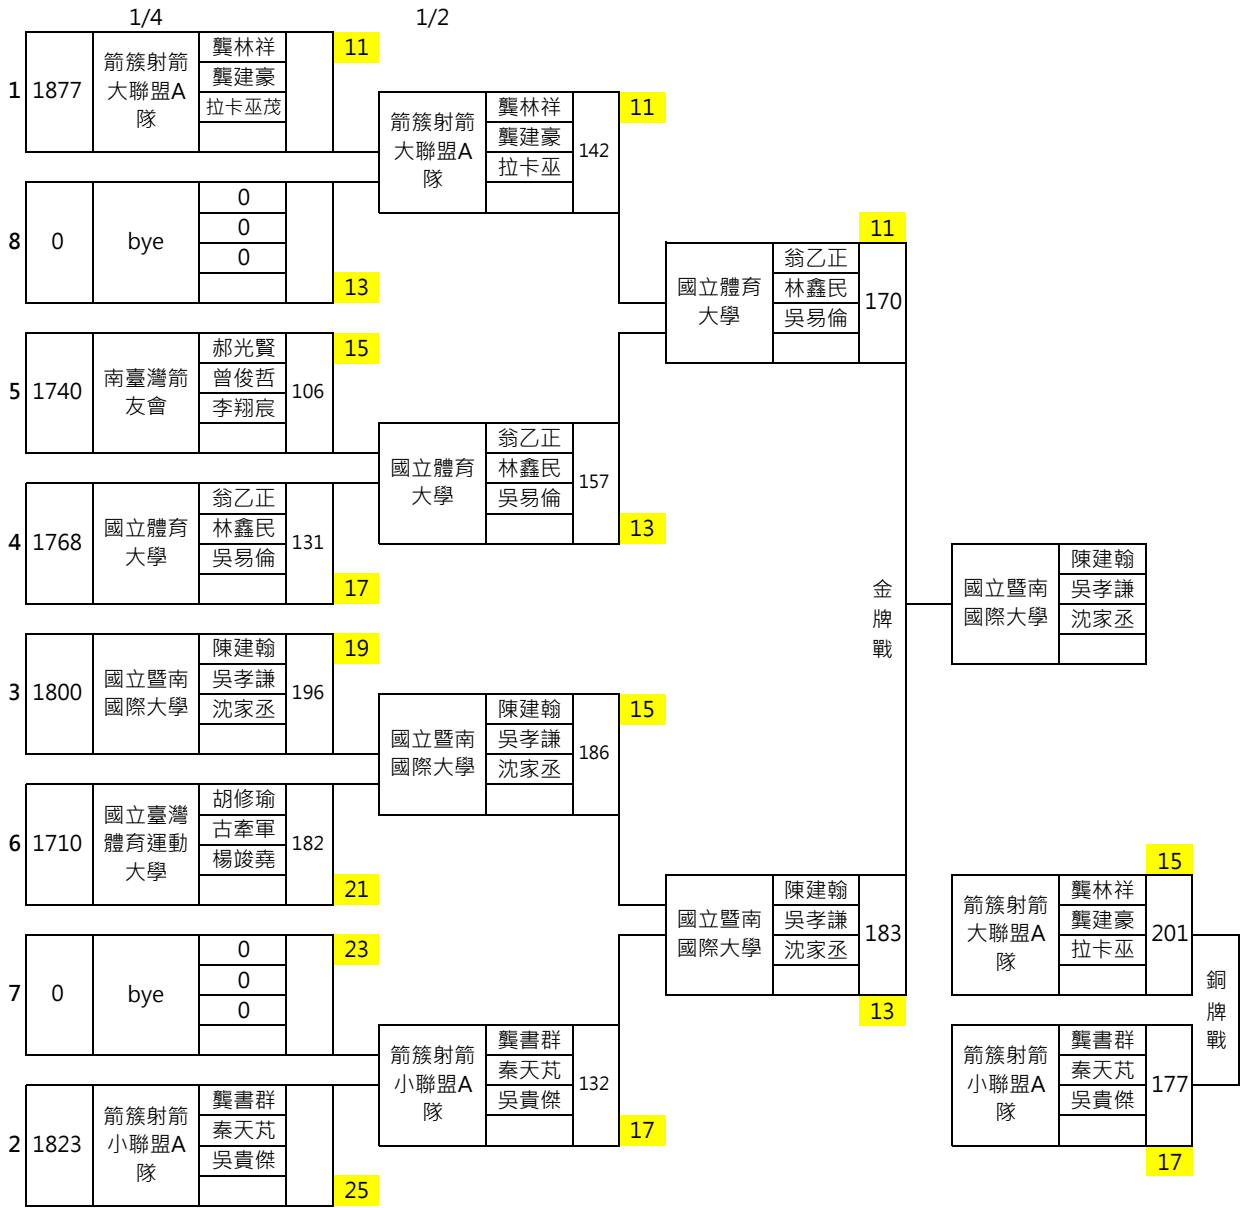 1/4
1/2
1
1877
箭簇射箭
大聯盟A
隊
龔林祥
龔建豪
拉卡巫茂
11
8
0
bye
0
0
0
13
5
1740
南臺灣箭
友會
郝光賢
曾俊哲
李翔宸
106
15
4
1768
國立體育
大學
翁乙正
林鑫民
吳易倫
131
17
3
1800
國立暨南
國際大學
陳建翰
吳孝謙
沈家丞
196
19
6
1710
國立臺灣
體育運動
大學
胡修瑜
古牽軍
楊竣堯
182
21
7
0
bye
0
0
0
23
2
1823
箭簇射箭
小聯盟A
隊
龔書群
秦天芃
吳貴傑
25
箭簇射箭
大聯盟A
隊
龔林祥
龔建豪
拉卡巫
142
11
國立體育
大學
翁乙正
林鑫民
吳易倫
157
13
國立暨南
國際大學
陳建翰
吳孝謙
沈家丞
186
15
箭簇射箭
小聯盟A
隊
龔書群
秦天芃
吳貴傑
132
17
11
國立體育
大學
翁乙正
林鑫民
吳易倫
170
國立暨南
國際大學
陳建翰
吳孝謙
沈家丞
183
13
金
牌
戰
國立暨南
國際大學
陳建翰
吳孝謙
沈家丞
15
箭簇射箭
大聯盟A
隊
龔林祥
龔建豪
拉卡巫
201
箭簇射箭
小聯盟A
隊
龔書群
秦天芃
吳貴傑
177
17
銅
牌
戰